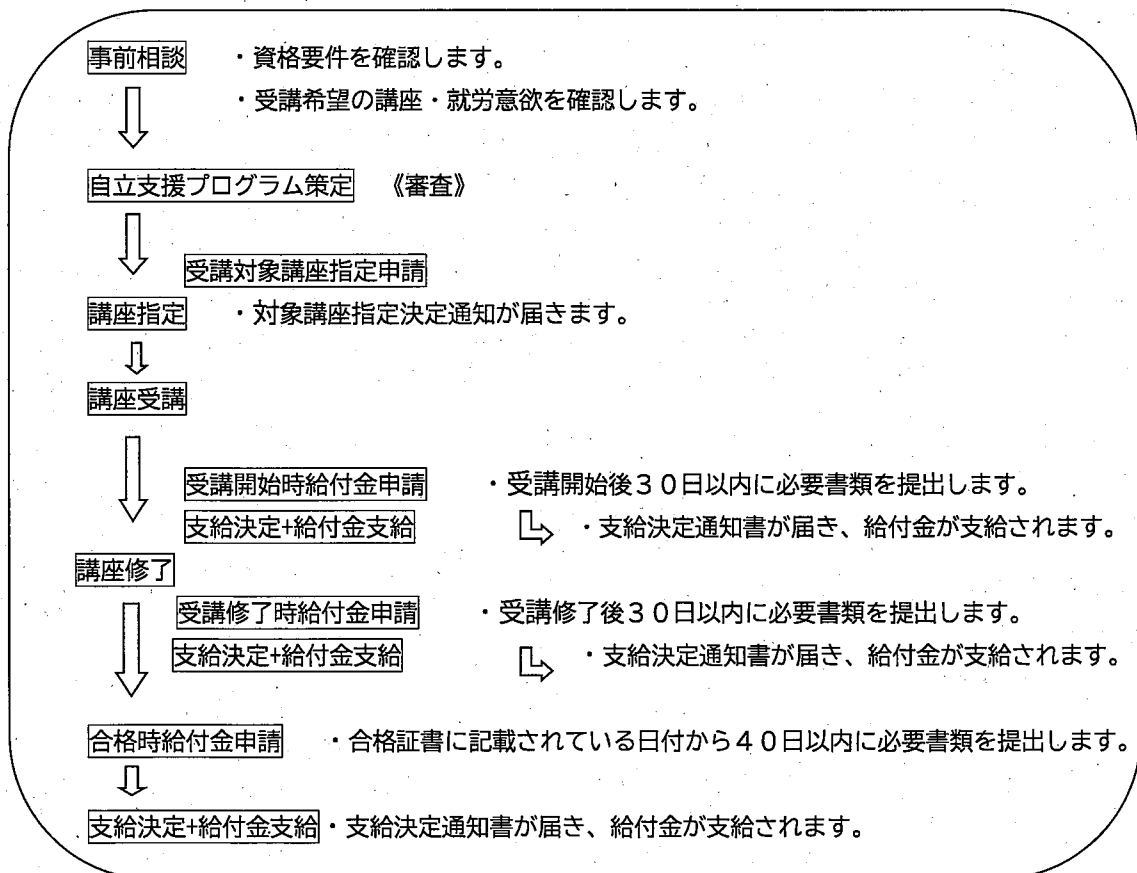 事前相談 ・資格要件を確認します。
・受講希望の講座・就労意欲を確認します。
自立支援プログラム策定 《審査》
受講対象講座指定申請
講座指定 ・対象講座指定決定通知が届きます。
講座受講
受講開始時給付金申請 ・受講開始後３０日以内に必要書類を提出します。
支給決定+給付金支給 ・支給決定通知書が届き、給付金が支給されます。
講座修了
受講修了時給付金申請 ・受講修了後３０日以内に必要書類を提出します。
支給決定+給付金支給 ・支給決定通知書が届き、給付金が支給されます。
合格時給付金申請 ・合格証書に記載されている日付から４０日以内に必要書類を提出します。
支給決定+給付金支給・支給決定通知書が届き、給付金が支給されます。